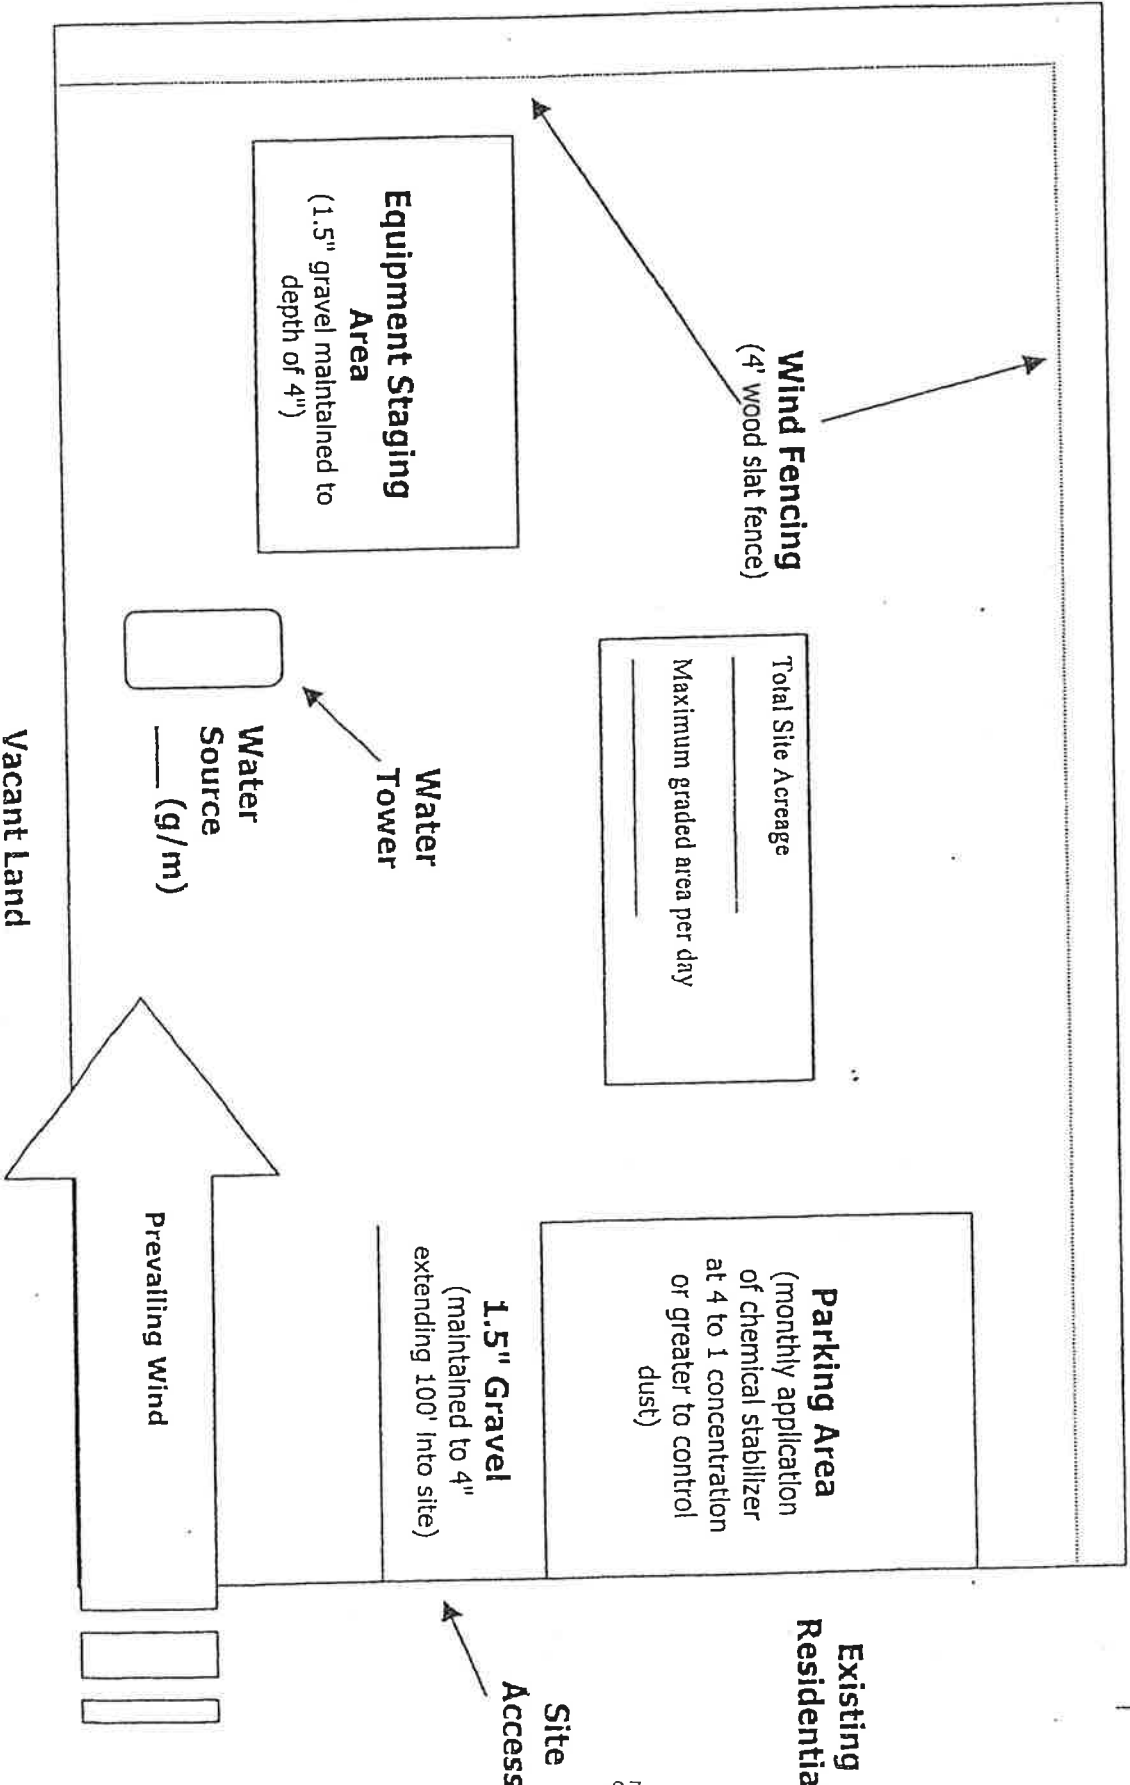 Wind Fencing
(4' wood slat fence)
Equipment Staging
Area
(1.5" gravel maintained to
depth of 4")
Total Site Acreage
Maximum graded area per day
Parking Area
(monthly application
of chemical stabilizer
at 4 to 1 concentration
or greater to control
dust)
Existing
Residentia
1.5" Gravel
(maintained to 4"
extending 100' into site)
Site
Access
Water
Tower
Water
Source
___ (g/m)
Prevailing Wind
Vacant Land